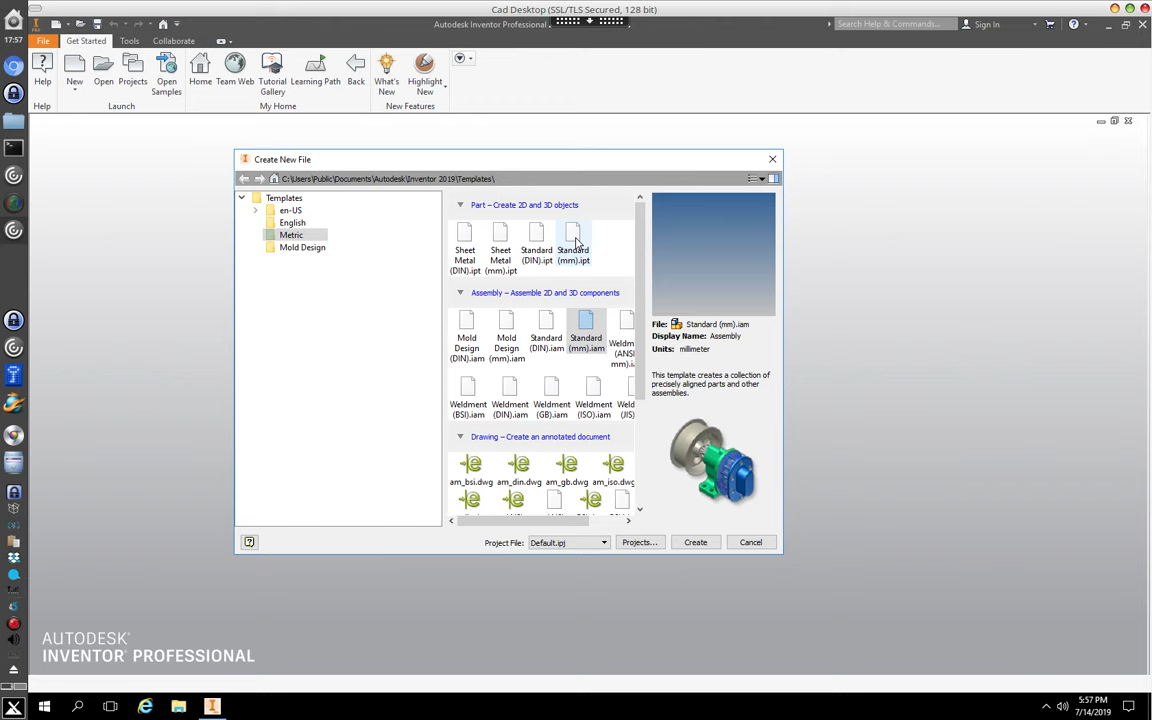 Cad Desktop (SSL/TLS Secured, 128 bit)
17:57
Autodesk Inventor Professional
Search Help & Commands...
Sign In
File
Get Started
Tools
Collaborate
Help
New
Open
Projects
Open
Samples
Home
Team Web
Tutorial
Gallery
Learning Path
Back
What's
New
Highlight
New
Help
Launch
My Home
New Features
Create New File
C:\Users\Public\Documents\Autodesk\Inventor 2019\Templates\
Templates
en-US
English
Metric
Mold Design
Part – Create 2D and 3D objects
Sheet
Metal
(DIN).ipt
Sheet
Metal
(mm).ipt
Standard
(DIN).ipt
Standard
(mm).ipt
Assembly – Assemble 2D and 3D components
Mold
Design
(DIN).iam
Mold
Design
(mm).iam
Standard
(DIN).iam
Standard
(mm).iam
Weldme
(ANSI
mm).ia
Weldment
(BSI).iam
Weldment
(DIN).iam
Weldment
(GB).iam
Weldment
(ISO).iam
Weld
(JIS)
Drawing – Create an annotated document
am_bsi.dwg
am_din.dwg
am_gb.dwg
am_iso.dwg
File: Standard (mm).iam
Display Name: Assembly
Units: millimeter
This template creates a collection of
precisely aligned parts and other
assemblies.
Project File:
Default.ipj
Projects...
Create
Cancel
AUTODESK®
INVENTOR PROFESSIONAL
5:57 PM
7/14/2019